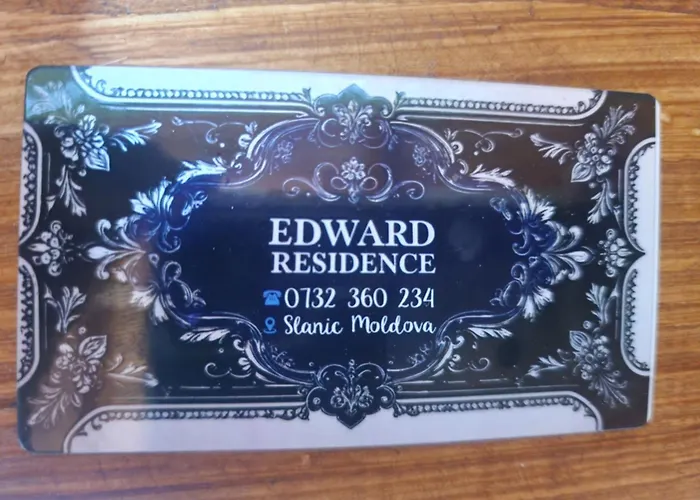 EDWARD
RESIDENCE
0732 360 234
Slanic Moldova